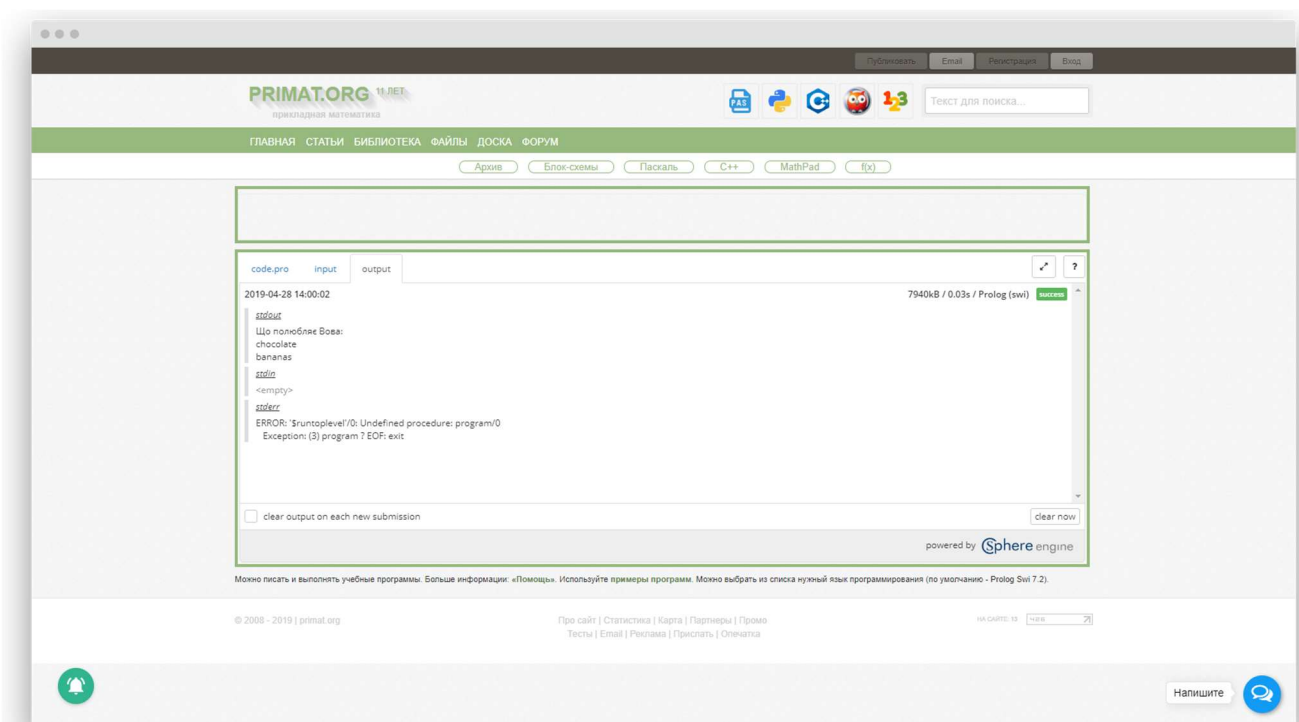 Публиковать Email Регистрация Вход
PRIMAT.ORG 11 ЛЕТ
прикладная математика
PAS
123
Текст для поиска...
ГЛАВНАЯ СТАТЬИ БИБЛИОТЕКА ФАЙЛЫ ДОСКА ФОРУМ
Архив Блок-схемы Паскаль C++ MathPad f(x)
code.pro input output ?
2019-04-28 14:00:02 7940kB / 0.03s / Prolog (swi) success
stdout
Що полюбляє Вова:
chocolate
bananas
stdin
<empty>
stderr
ERROR: '$runtoplevel'/0: Undefined procedure: program/0
Exception: (3) program ? EOF: exit
clear output on each new submission clear now
powered by Sphere engine
Можно писать и выполнять учебные программы. Больше информации: «Помощь». Используйте примеры программ. Можно выбрать из списка нужный язык программирования (по умолчанию - Prolog Swi 7.2).
© 2008 - 2019 | primat.org Про сайт | Статистика | Карта | Партнеры | Промо НА САЙТЕ: 19
Тесты | Email | Реклама | Прислать | Опечатка
Напишите